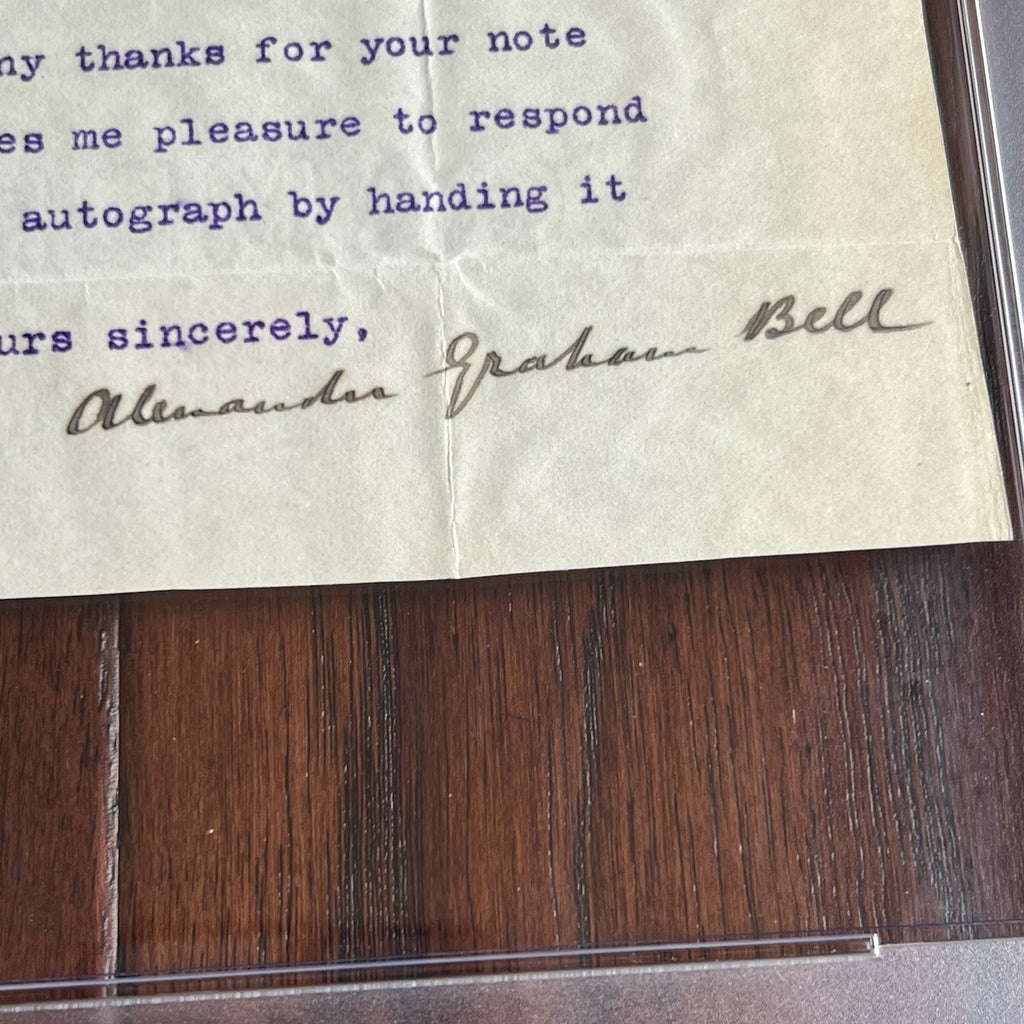 ny thanks for your note
es me pleasure to respond
autograph by handing it
urs sincerely,
Alexander Graham Bell